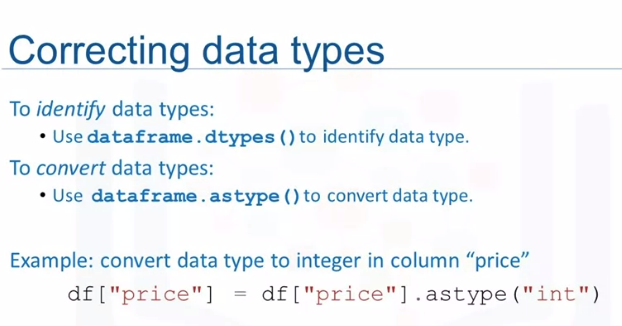 Correcting data types
To identify data types:
• Use dataframe.dtypes()to identify data type.
To convert data types:
• Use dataframe.astype()to convert data type.
Example: convert data type to integer in column “price”
df["price"] = df["price"].astype("int")